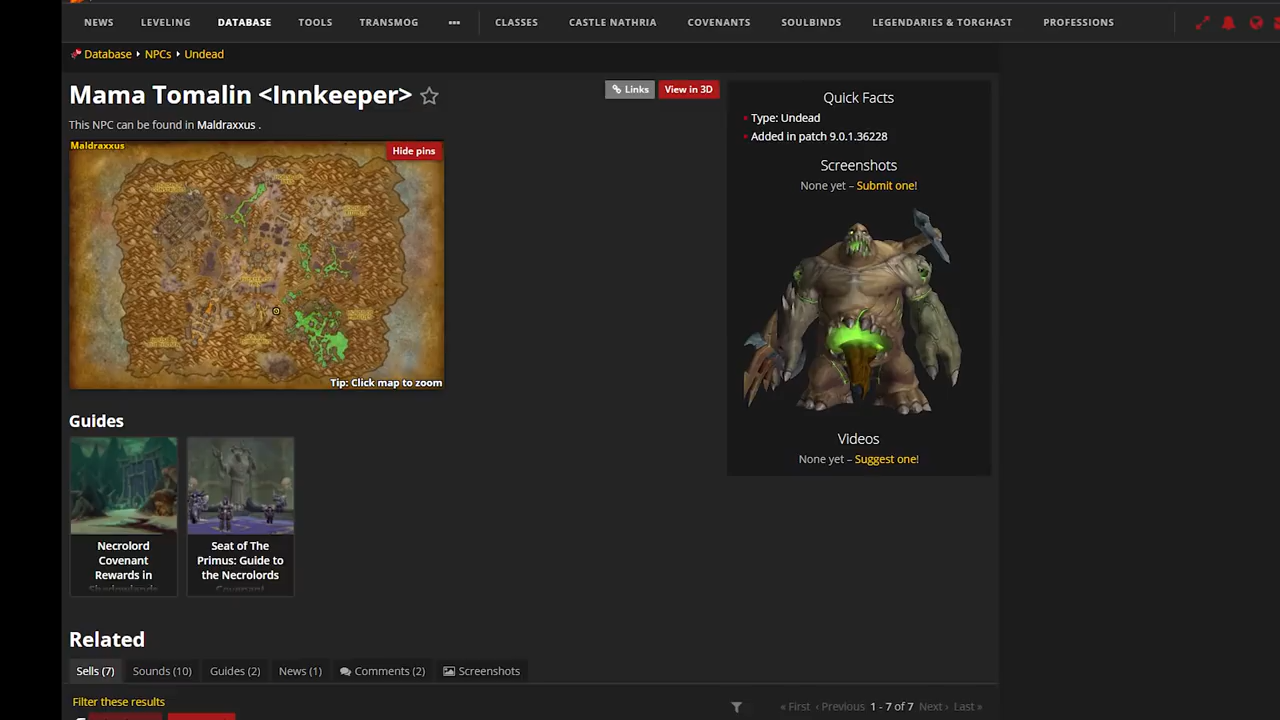 NEWS LEVELING DATABASE TOOLS TRANSMOG ••• CLASSES CASTLE NATHRIA COVENANTS SOULBINDS LEGENDARIES & TORGHAST PROFESSIONS
Database ▸ NPCs ▸ Undead
Mama Tomalin <Innkeeper>
Links View in 3D
This NPC can be found in Maldraxxus .
Maldraxxus
Hide pins
Tip: Click map to zoom
Quick Facts
Type: Undead
Added in patch 9.0.1.36228
Screenshots
None yet – Submit one!
Videos
None yet – Suggest one!
Guides
Necrolord
Covenant
Rewards in
Shadowlands
Seat of The
Primus: Guide to
the Necrolords
Covenant
Related
Sells (7) Sounds (10) Guides (2) News (1) Comments (2) Screenshots
Filter these results
« First ‹ Previous 1 - 7 of 7 Next › Last »